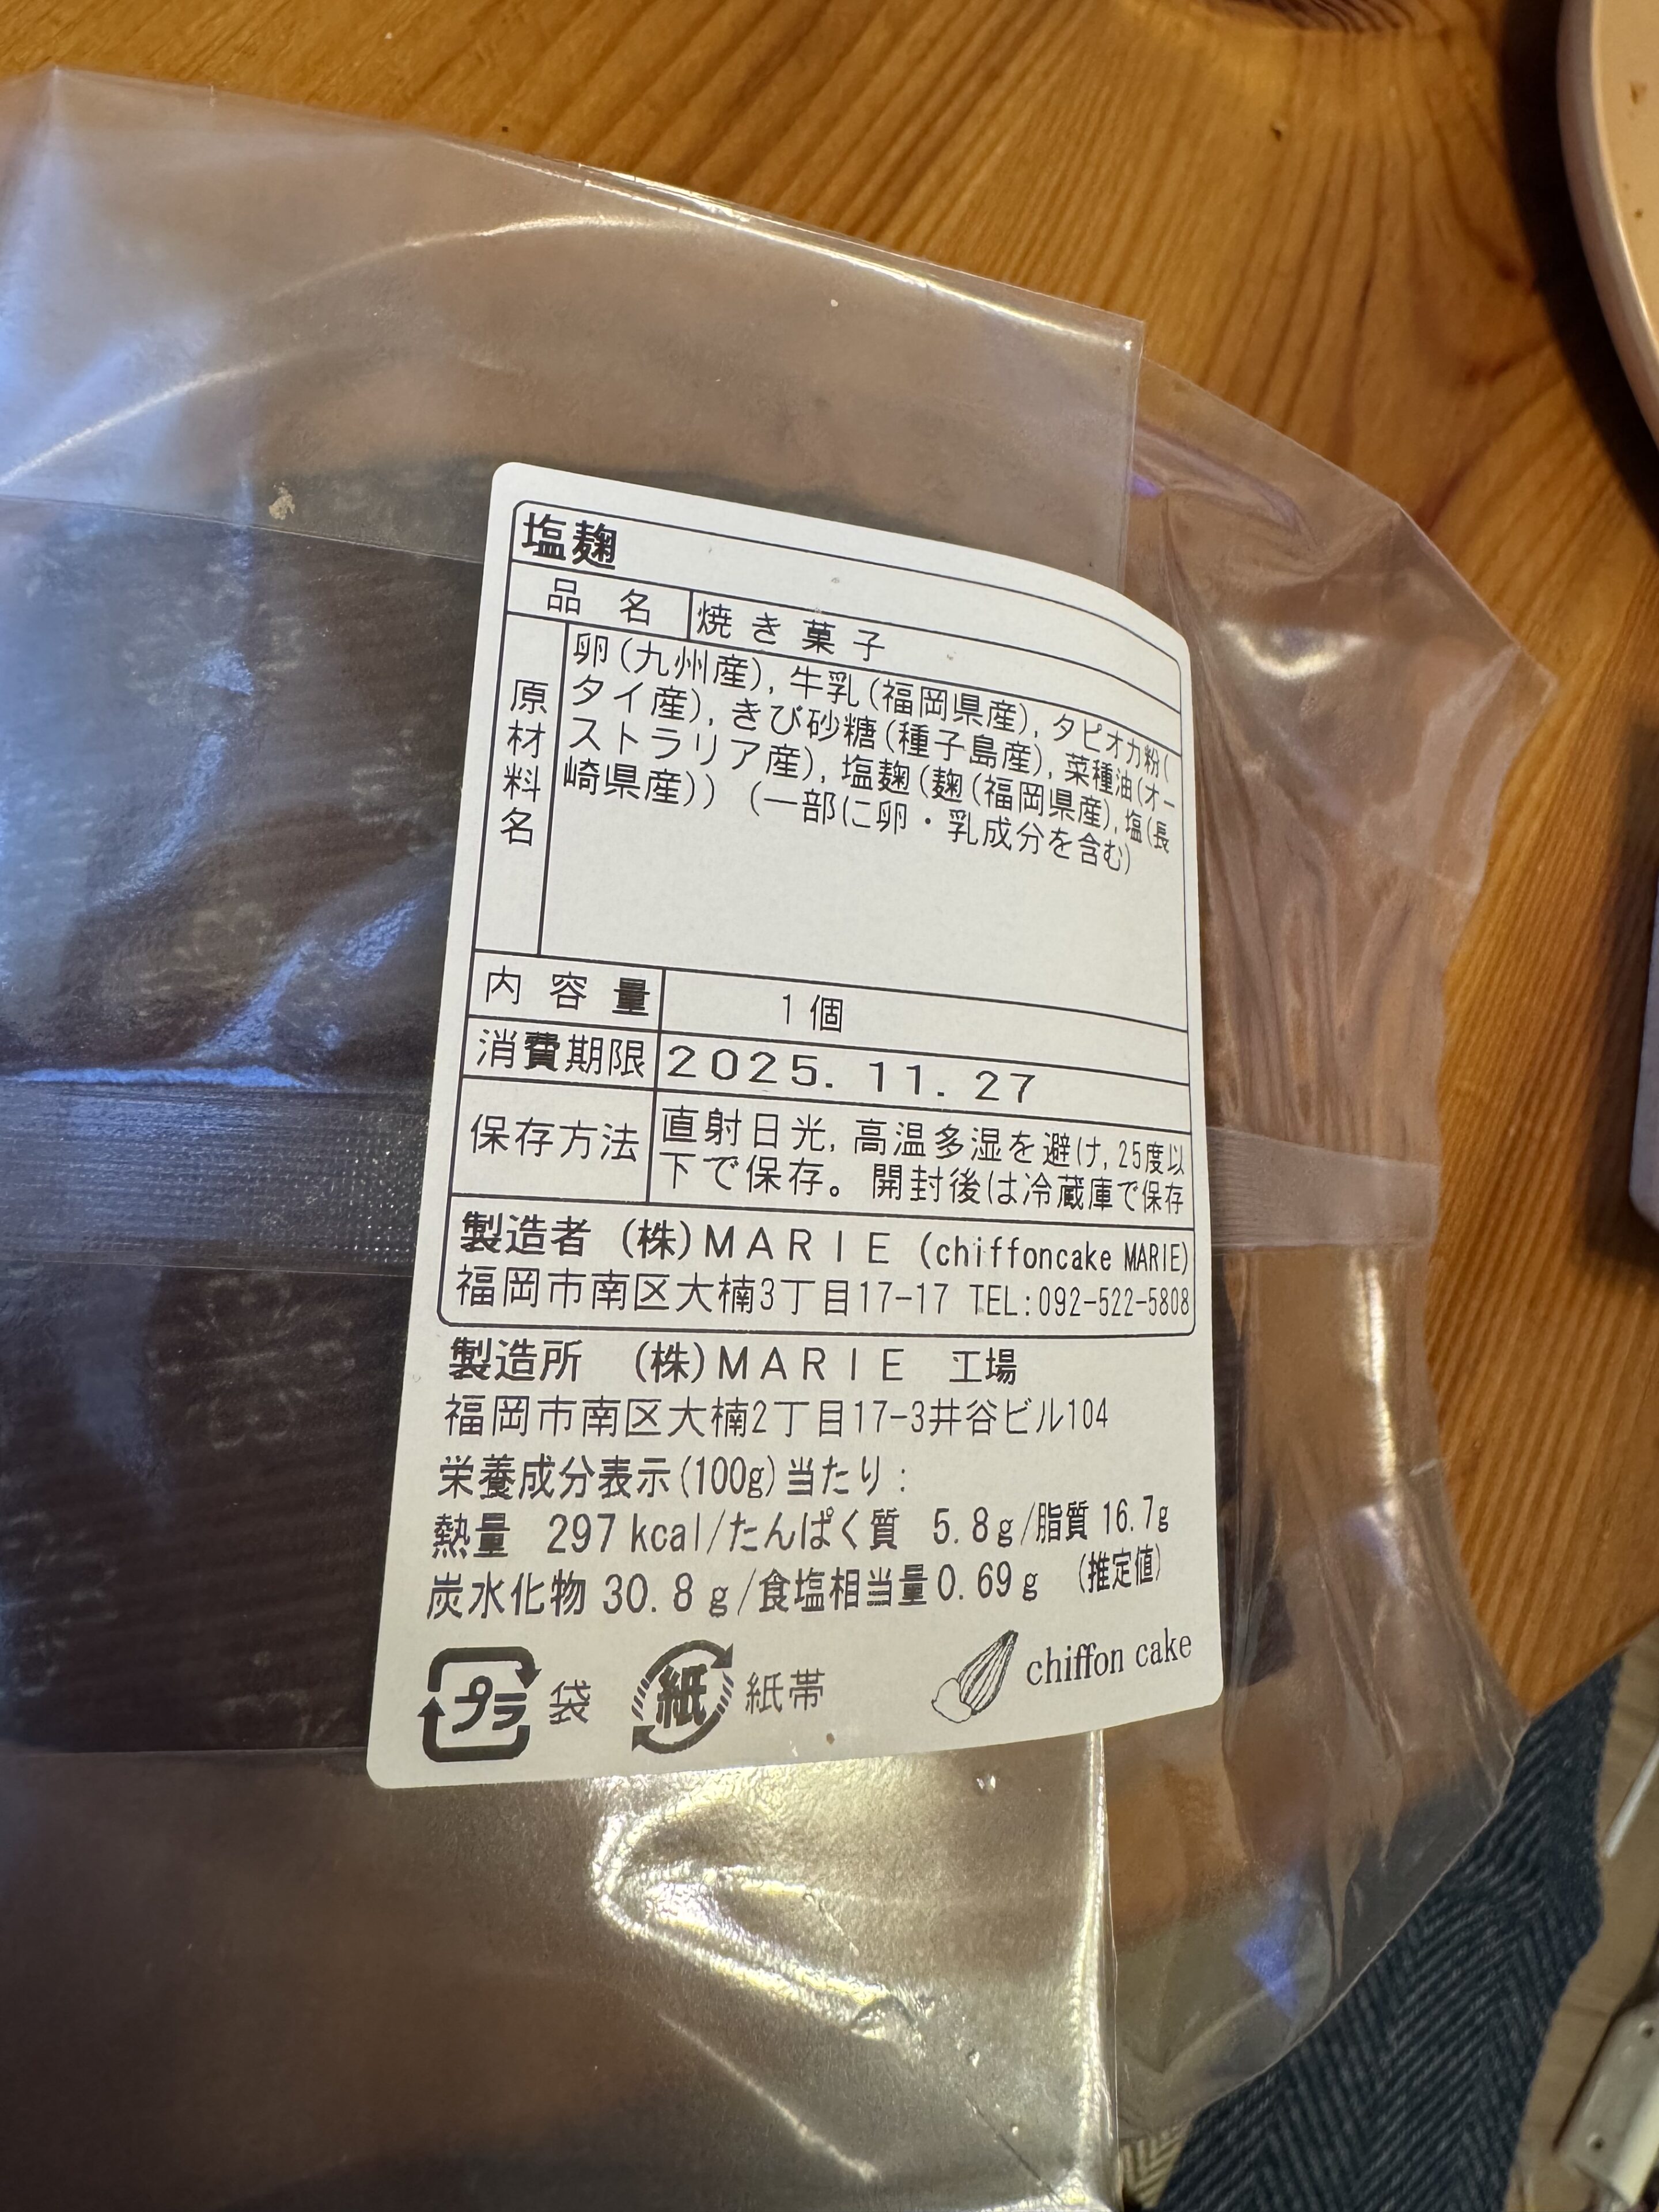 塩麹
品名 焼き菓子
原材料名 卵(九州産),牛乳(福岡県産),タピオカ粉(
タイ産),きび砂糖(種子島産),菜種油(オー
ストラリア産),塩麹(麹(福岡県産),塩(長
崎県産))(一部に卵・乳成分を含む)
内容量 1個
消費期限 2025.11.27
保存方法 直射日光,高温多湿を避け,25度以
下で保存。開封後は冷蔵庫で保存
製造者 (株)MARIE (chiffoncake MARIE)
福岡市南区大楠3丁目17-17 TEL:092-522-5808
製造所 (株)MARIE 工場
福岡市南区大楠2丁目17-3井谷ビル104
栄養成分表示(100g)当たり:
熱量 297kcal/たんぱく質 5.8g/脂質 16.7g
炭水化物 30.8g/食塩相当量0.69g (推定値)
プラ 袋 紙 紙帯 chiffon cake